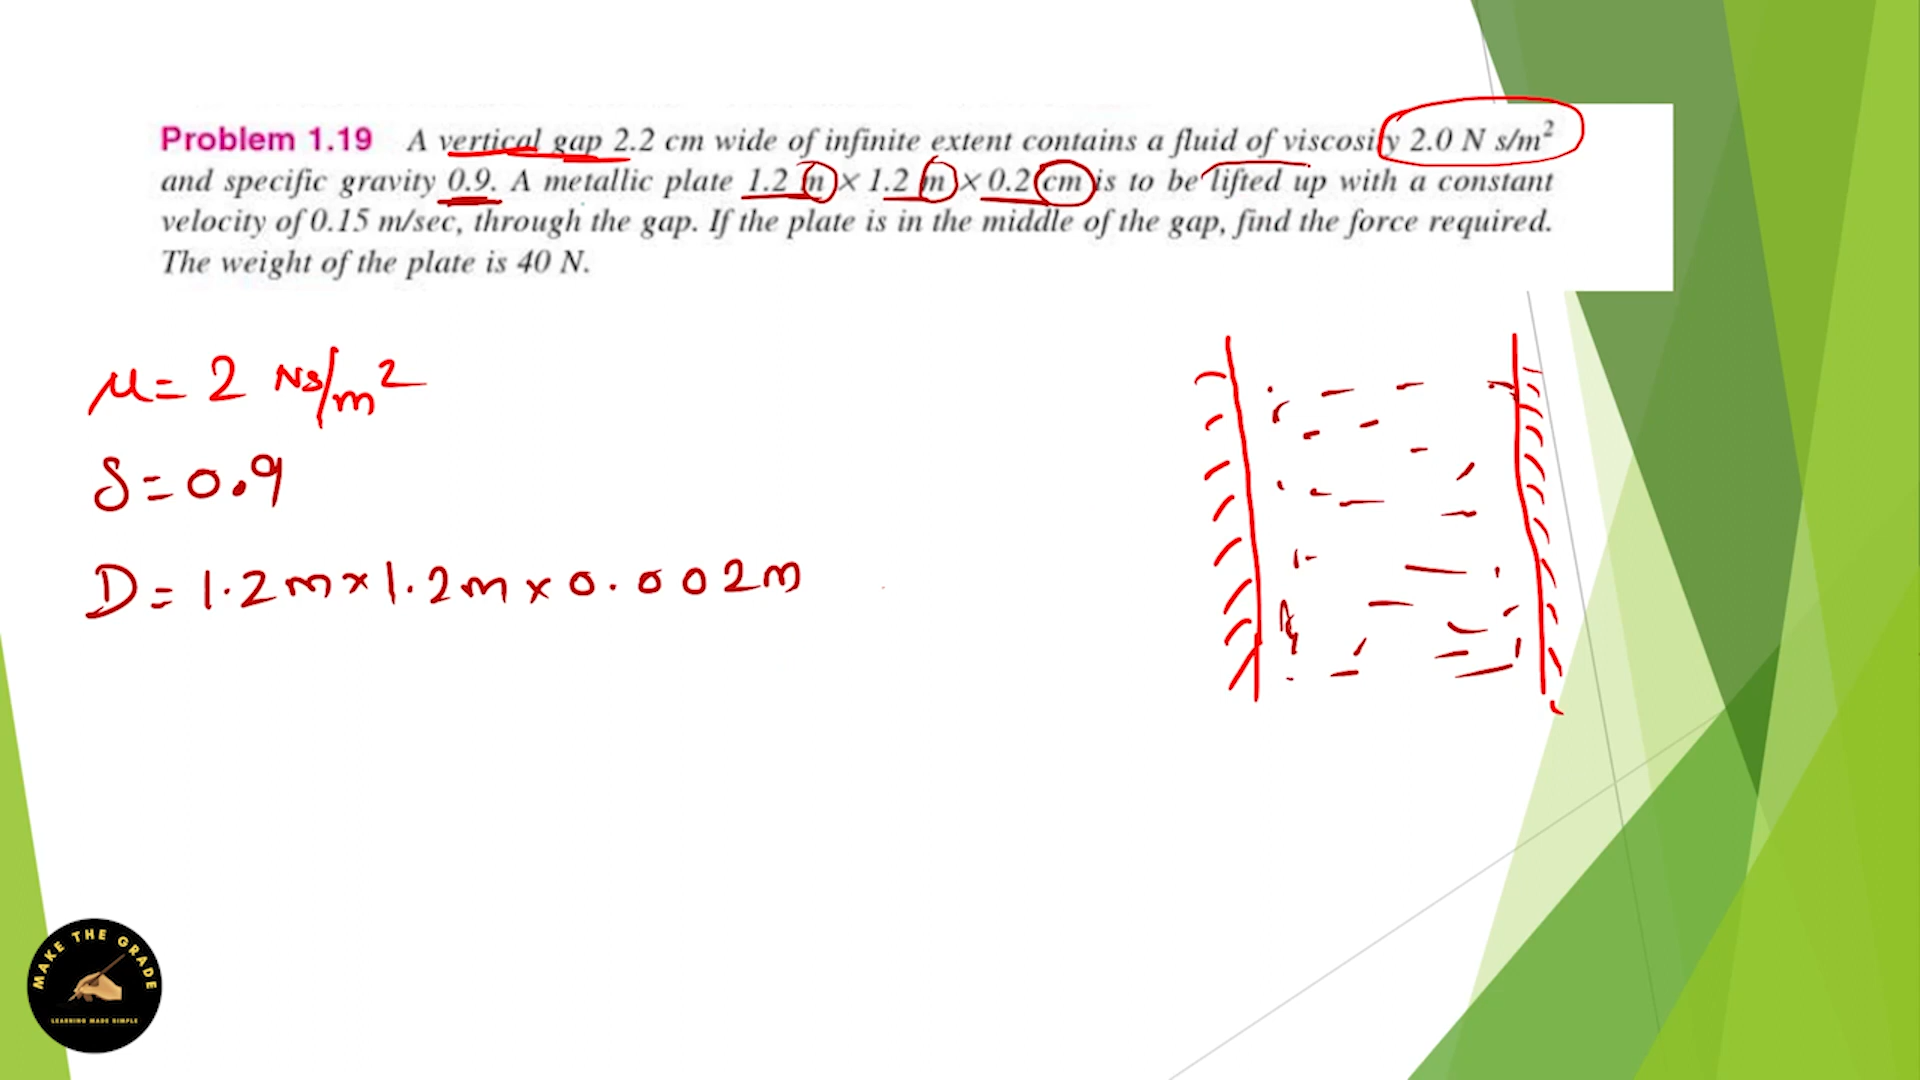 Problem 1.19 A vertical gap 2.2 cm wide of infinite extent contains a fluid of viscosity 2.0 N s/m²
and specific gravity 0.9. A metallic plate 1.2 m × 1.2 m × 0.2 cm is to be lifted up with a constant
velocity of 0.15 m/sec, through the gap. If the plate is in the middle of the gap, find the force required.
The weight of the plate is 40 N.
μ = 2 Ns/m²
S = 0.9
D = 1.2m × 1.2m × 0.002m
MAKE THE GRADE
LEARNING MADE SIMPLE